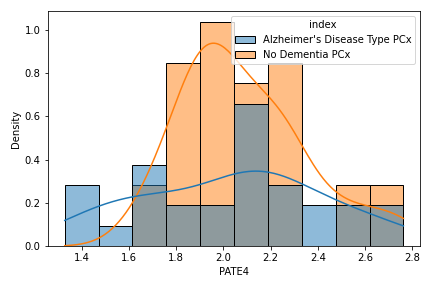 index
Alzheimer's Disease Type PCx
No Dementia PCx
1.0
0.8
0.6
0.4
0.2
0.0
Density
1.4 1.6 1.8 2.0 2.2 2.4 2.6 2.8
PATE4